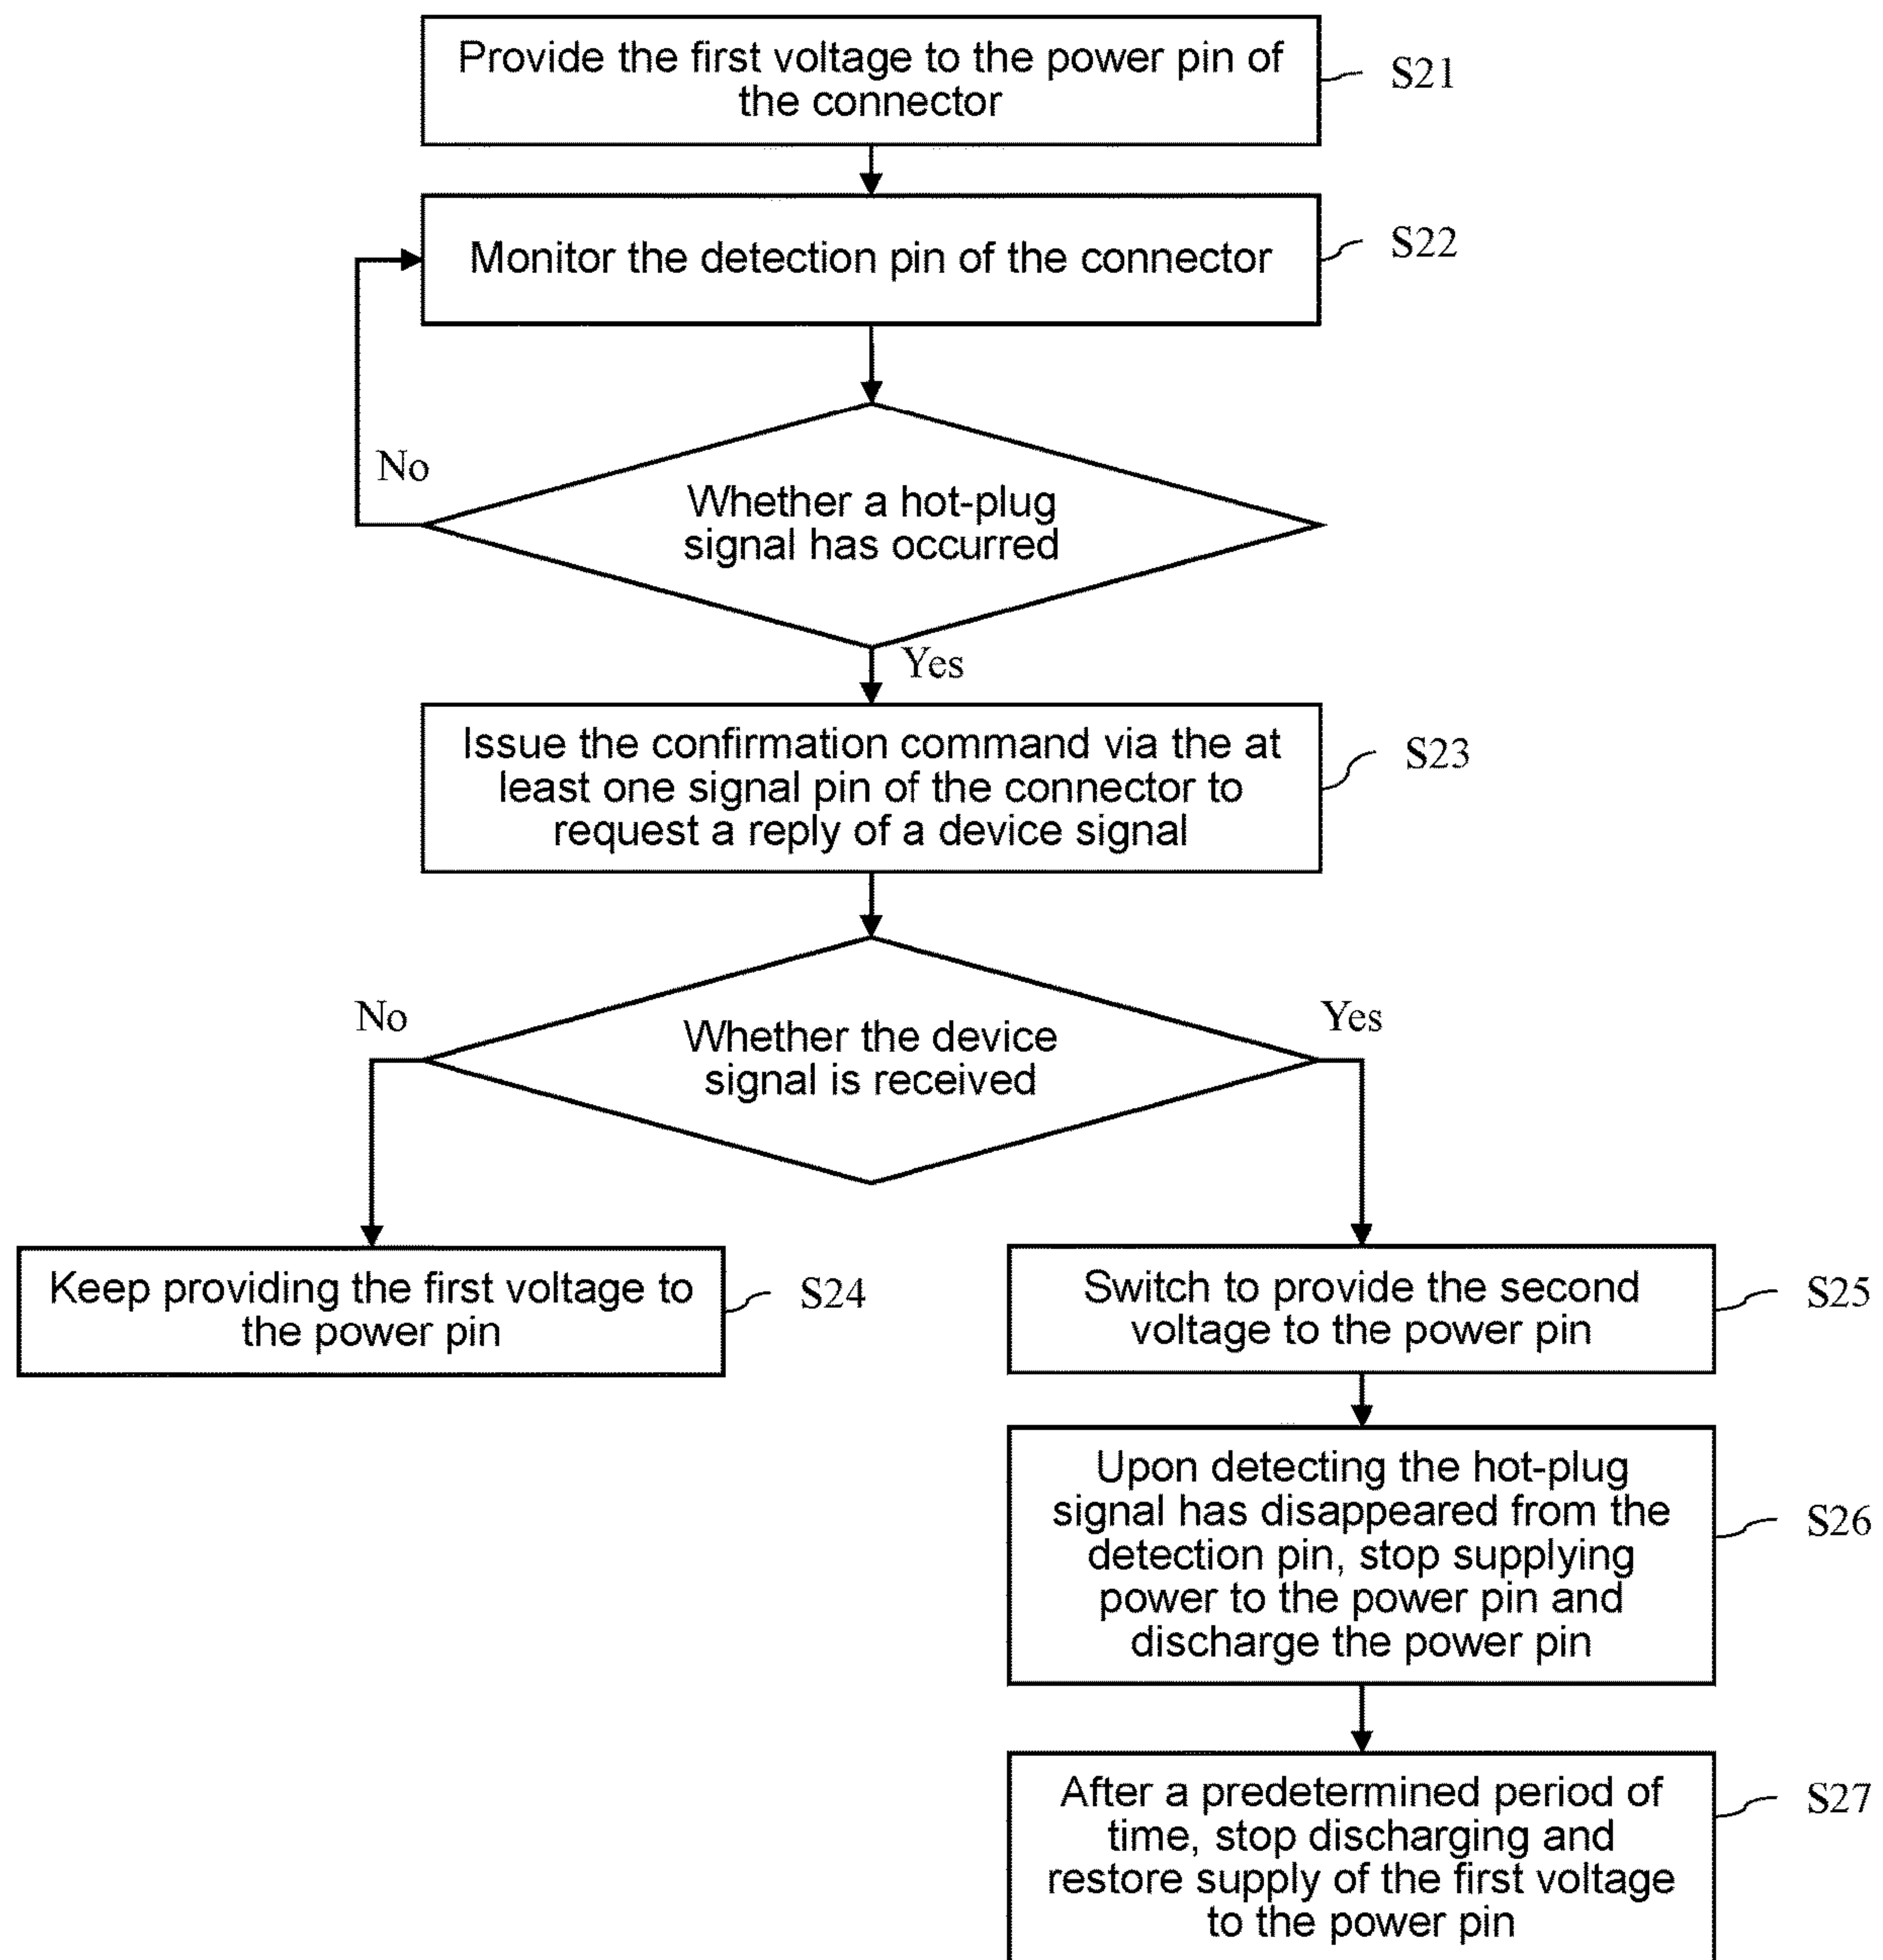 Provide the first voltage to the power pin of
the connector
S21
Monitor the detection pin of the connector
S22
No
Whether a hot-plug
signal has occurred
Yes
Issue the confirmation command via the at
least one signal pin of the connector to
request a reply of a device signal
S23
No
Whether the device
signal is received
Yes
Keep providing the first voltage to
the power pin
S24
Switch to provide the second
voltage to the power pin
S25
Upon detecting the hot-plug
signal has disappeared from the
detection pin, stop supplying
power to the power pin and
discharge the power pin
S26
After a predetermined period of
time, stop discharging and
restore supply of the first voltage
to the power pin
S27